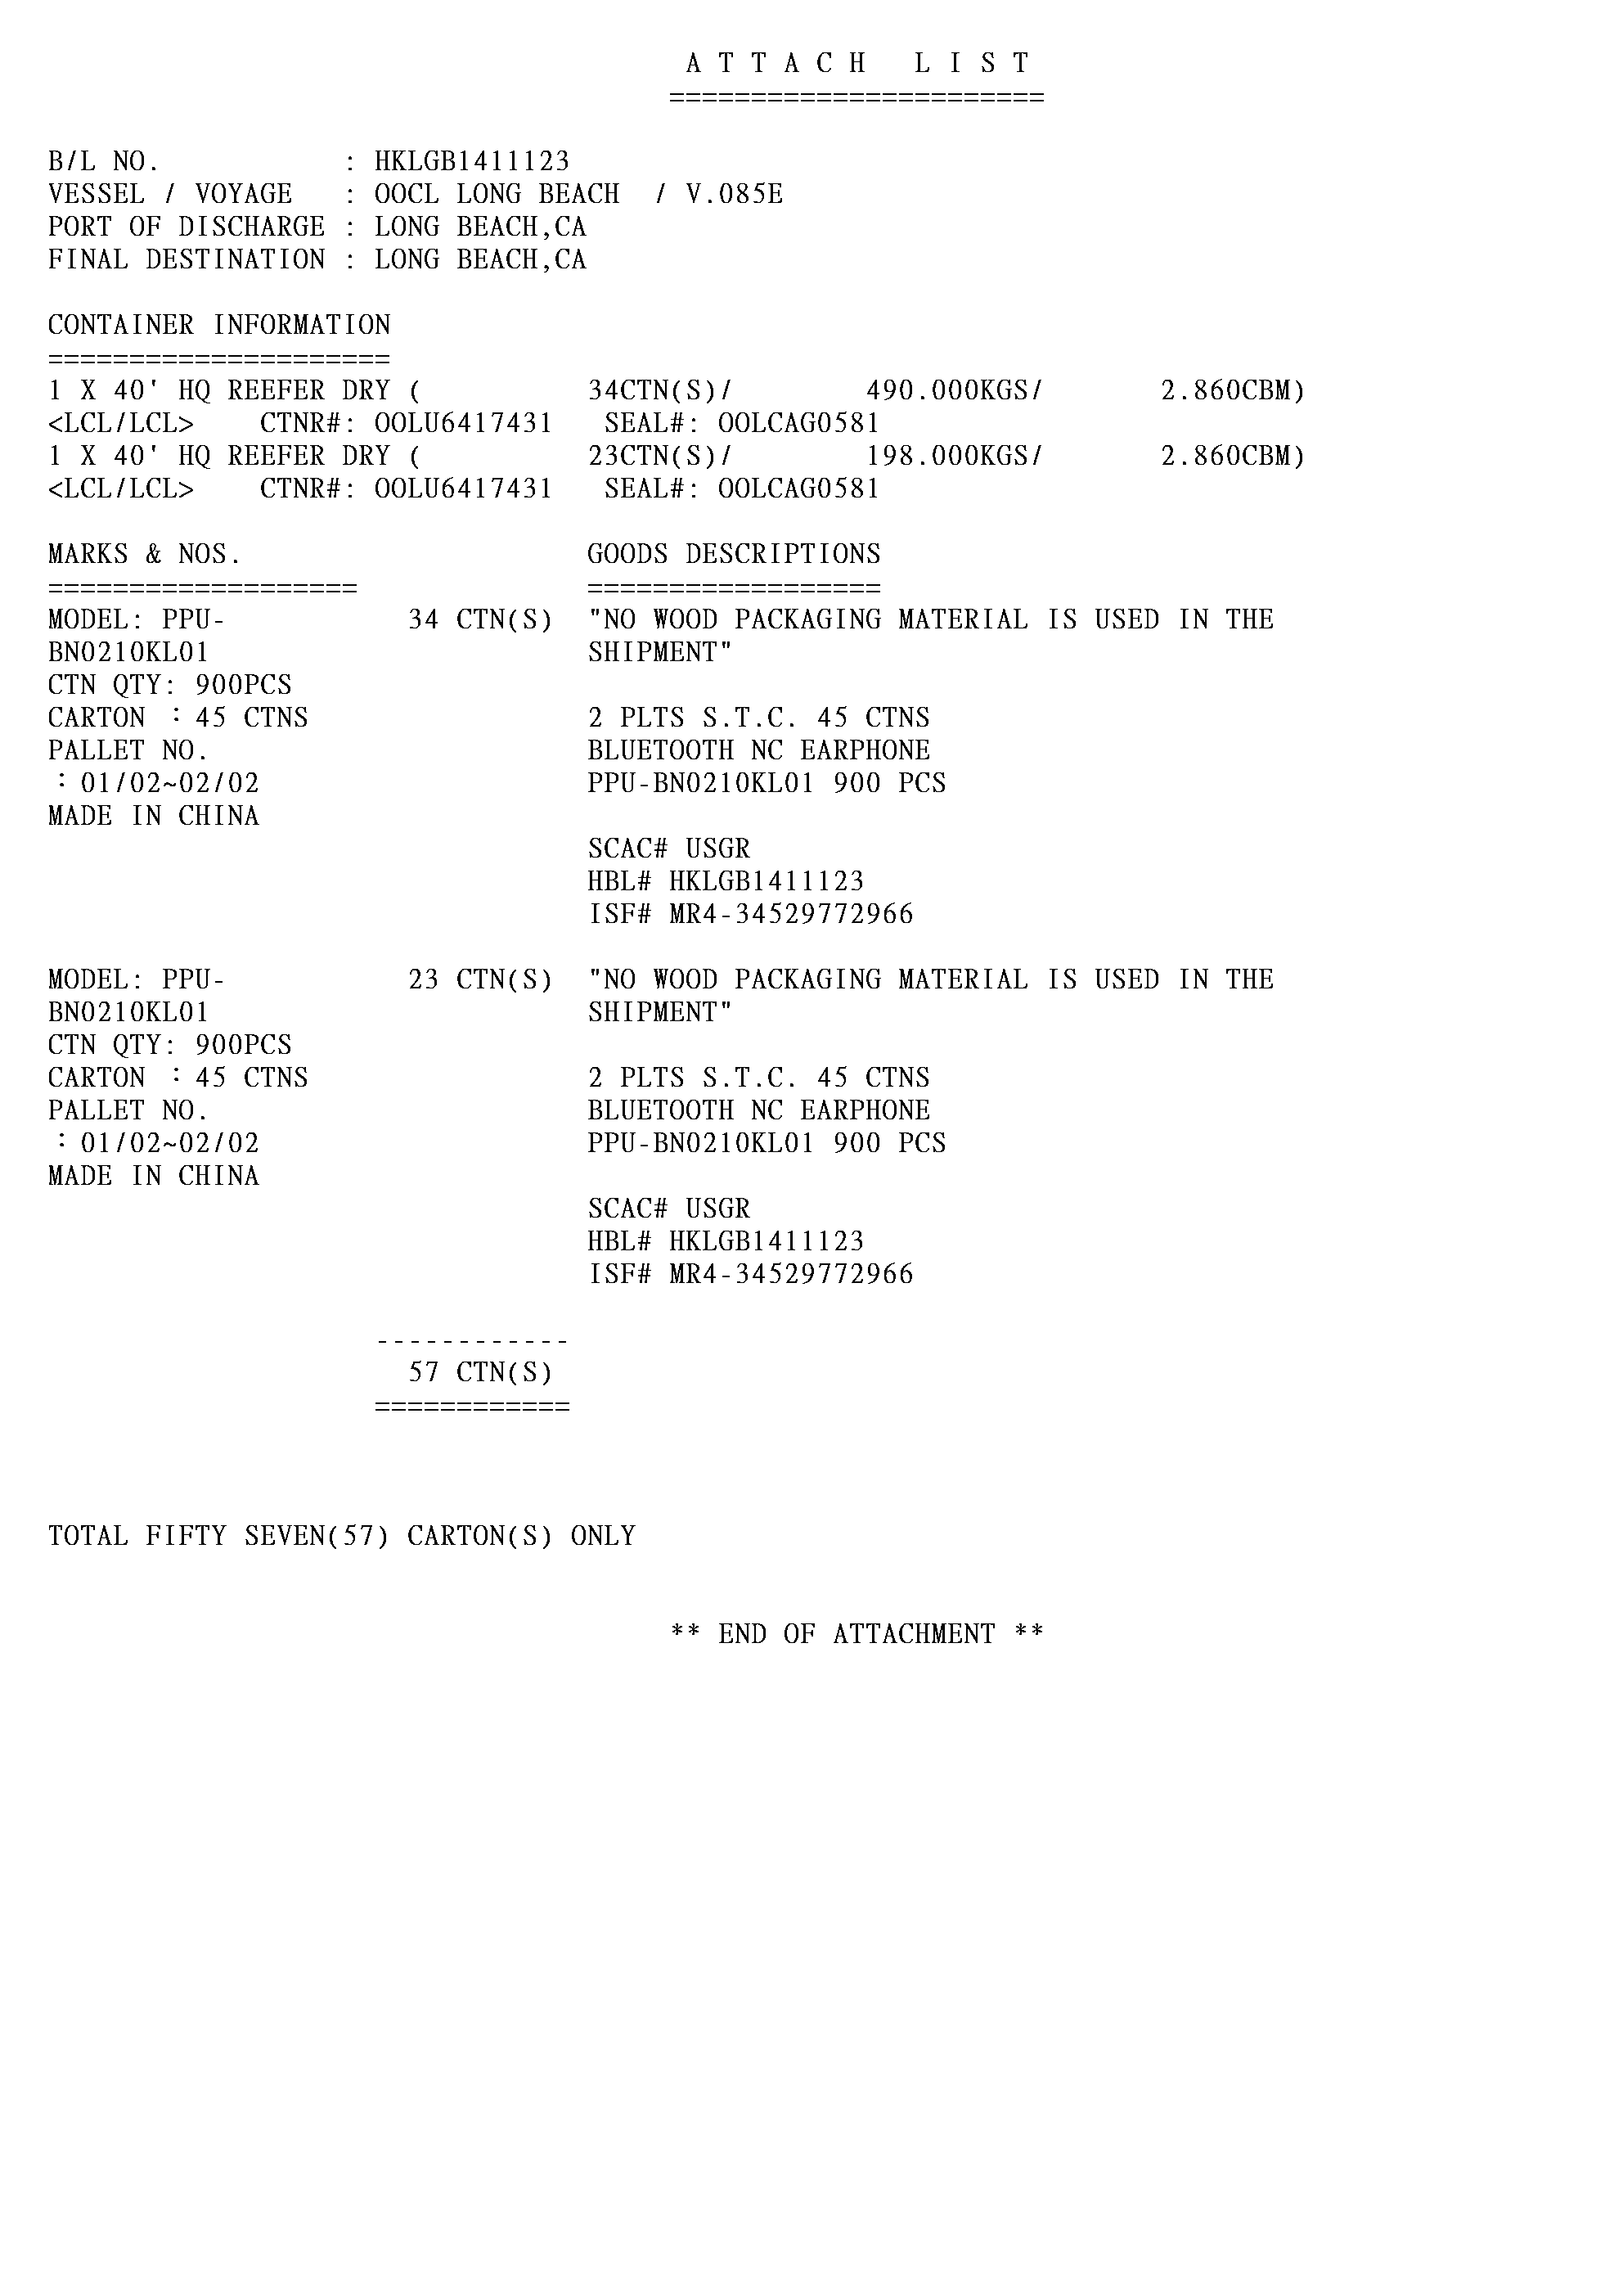 A T T A C H   L I S T
=======================
B/L NO.           : HKLGB1411123
VESSEL / VOYAGE   : OOCL LONG BEACH  / V.085E
PORT OF DISCHARGE : LONG BEACH,CA
FINAL DESTINATION : LONG BEACH,CA
CONTAINER INFORMATION
=====================
1 X 40' HQ REEFER DRY (          34CTN(S)/        490.000KGS/       2.860CBM)
<LCL/LCL>    CTNR#: OOLU6417431   SEAL#: OOLCAG0581
1 X 40' HQ REEFER DRY (          23CTN(S)/        198.000KGS/       2.860CBM)
<LCL/LCL>    CTNR#: OOLU6417431   SEAL#: OOLCAG0581
MARKS & NOS.                     GOODS DESCRIPTIONS
===================              ==================
MODEL: PPU-           34 CTN(S)  "NO WOOD PACKAGING MATERIAL IS USED IN THE
BN0210KL01                       SHIPMENT"
CTN QTY: 900PCS
CARTON : 45 CTNS                 2 PLTS S.T.C. 45 CTNS
PALLET NO.                       BLUETOOTH NC EARPHONE
: 01/02~02/02                    PPU-BN0210KL01 900 PCS
MADE IN CHINA
SCAC# USGR
HBL# HKLGB1411123
ISF# MR4-34529772966
MODEL: PPU-           23 CTN(S)  "NO WOOD PACKAGING MATERIAL IS USED IN THE
BN0210KL01                       SHIPMENT"
CTN QTY: 900PCS
CARTON : 45 CTNS                 2 PLTS S.T.C. 45 CTNS
PALLET NO.                       BLUETOOTH NC EARPHONE
: 01/02~02/02                    PPU-BN0210KL01 900 PCS
MADE IN CHINA
SCAC# USGR
HBL# HKLGB1411123
ISF# MR4-34529772966
------------
57 CTN(S)
============
TOTAL FIFTY SEVEN(57) CARTON(S) ONLY
** END OF ATTACHMENT **